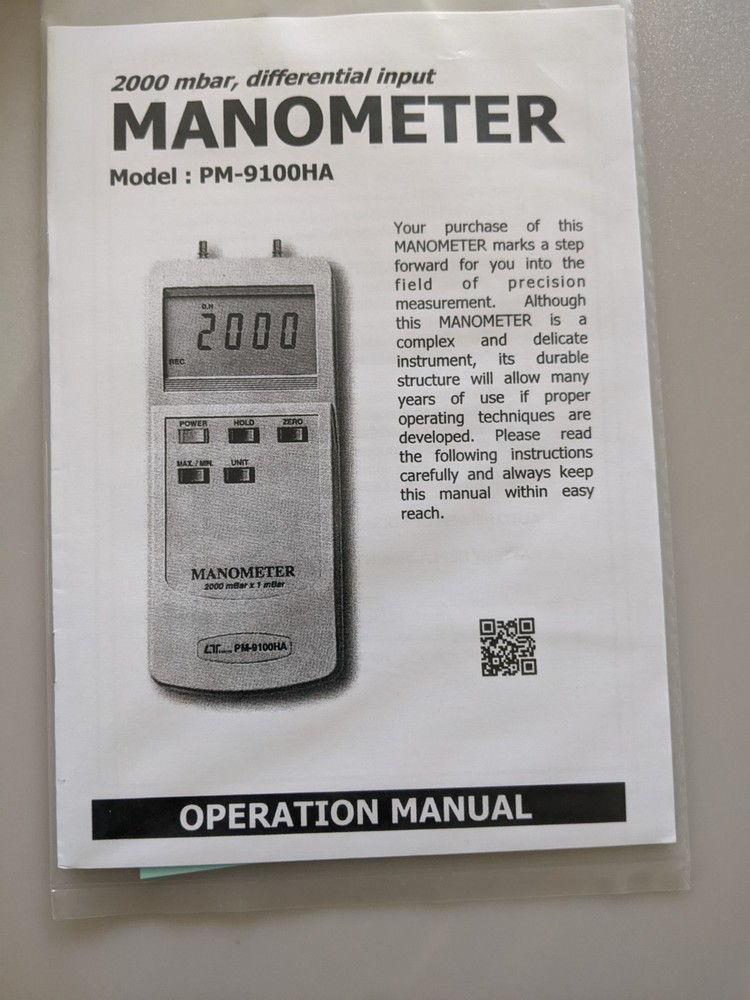 2000 mbar, differential input
MANOMETER
Model : PM-9100HA
Your purchase of this
MANOMETER marks a step
forward for you into the
field of precision
measurement. Although
this MANOMETER is a
complex and delicate
instrument, its durable
structure will allow many
years of use if proper
operating techniques are
developed. Please read
the following instructions
carefully and always keep
this manual within easy
reach.
D.H
2000
REC.
POWER HOLD ZERO
MAX./MIN. UNIT
MANOMETER
2000 mBar x 1 mBar
PM-9100HA
OPERATION MANUAL